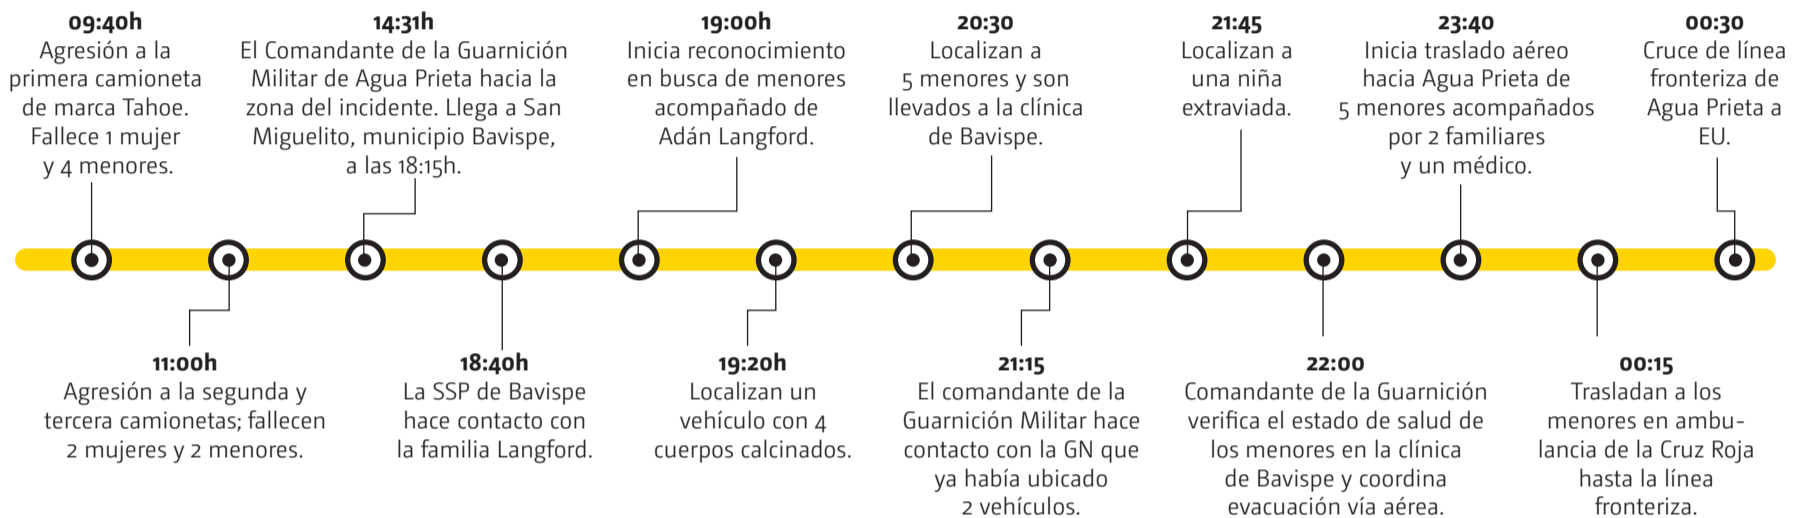 09:40h
Agresión a la
primera camioneta
de marca Tahoe.
Fallece 1 mujer
y 4 menores.
11:00h
Agresión a la segunda y
tercera camionetas; fallecen
2 mujeres y 2 menores.
14:31h
El Comandante de la Guarnición
Militar de Agua Prieta hacia la
zona del incidente. Llega a San
Miguelito, municipio Bavispe,
a las 18:15h.
18:40h
La SSP de Bavispe
hace contacto con
la familia Langford.
19:00h
Inicia reconocimiento
en busca de menores
acompañado de
Adán Langford.
19:20h
Localizan un
vehículo con 4
cuerpos calcinados.
20:30
Localizan a
5 menores y son
llevados a la clínica
de Bavispe.
21:15
El comandante de la
Guarnición Militar hace
contacto con la GN que
ya había ubicado
2 vehículos.
21:45
Localizan a
una niña
extraviada.
22:00
Comandante de la Guarnición
verifica el estado de salud de
los menores en la clínica
de Bavispe y coordina
evacuación vía aérea.
23:40
Inicia traslado aéreo
hacia Agua Prieta de
5 menores acompañados
por 2 familiares
y un médico.
00:15
Trasladan a los
menores en ambu-
lancia de la Cruz Roja
hasta la línea
fronteriza.
00:30
Cruce de línea
fronteriza de
Agua Prieta a
EU.